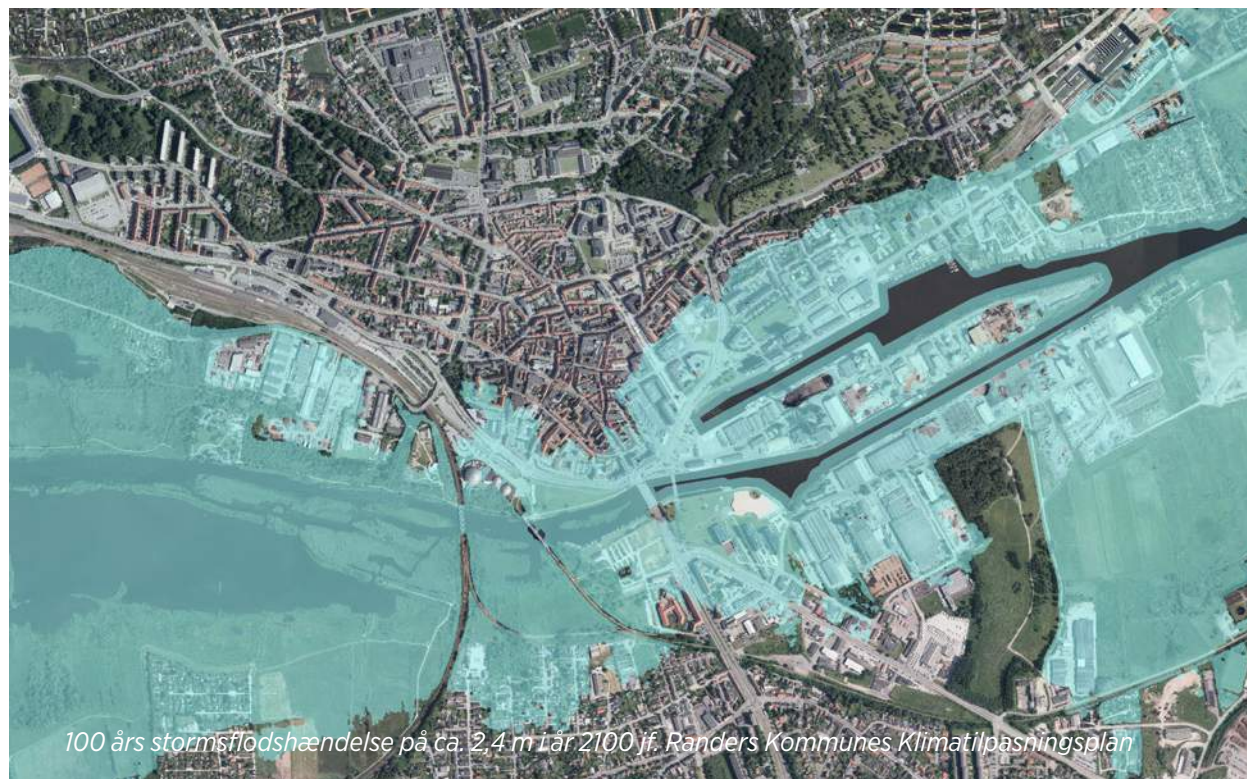 100 års stormsflodshændelse på ca. 2,4 m i år 2100 jf. Randers Kommunes Klimatilpasningsplan